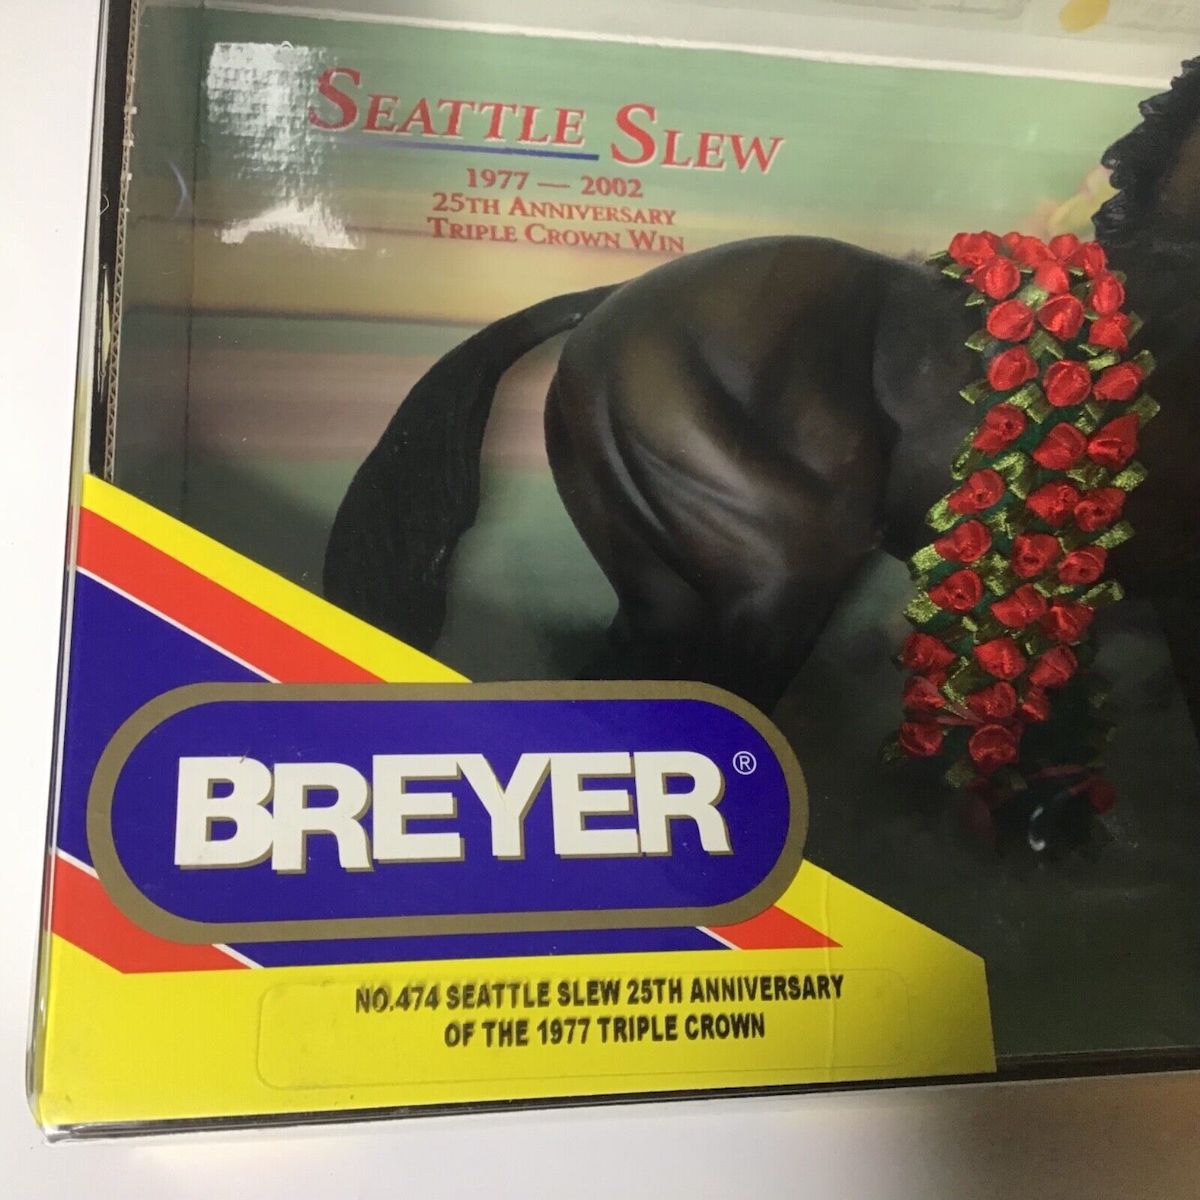 SEATTLE SLEW
1977 — 2002
25TH ANNIVERSARY
TRIPLE CROWN WIN
BREYER®
NO.474 SEATTLE SLEW 25TH ANNIVERSARY
OF THE 1977 TRIPLE CROWN